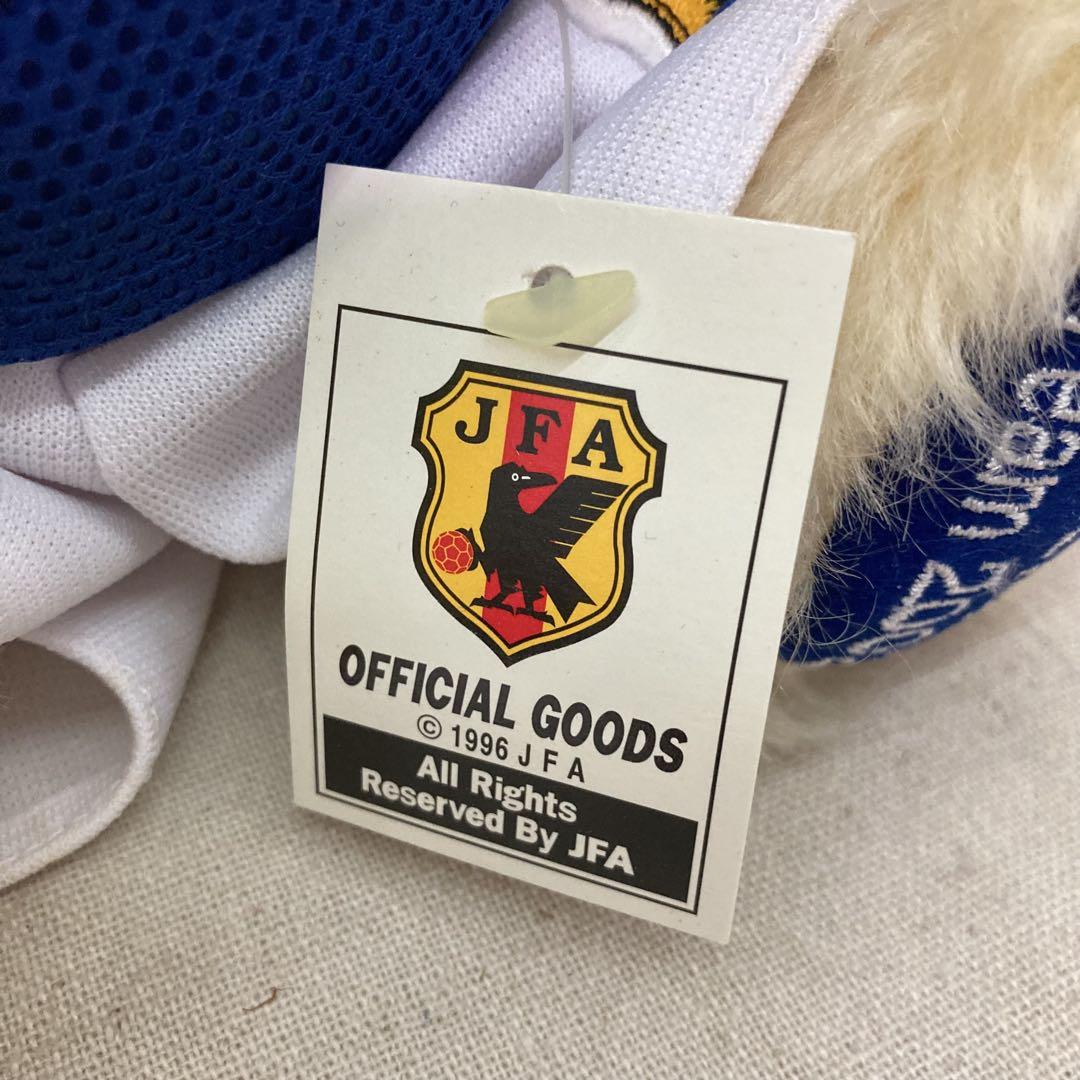 JFA
OFFICIAL GOODS
© 1996 J F A
All Rights
Reserved By JFA